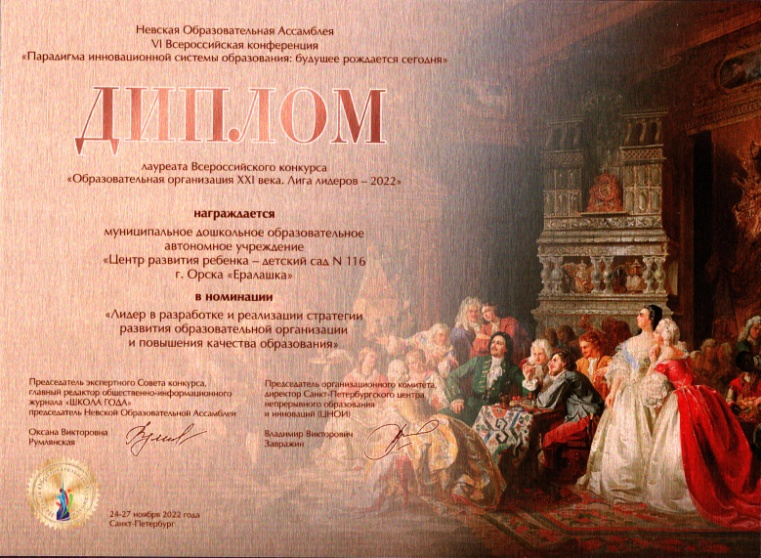 Невская Образовательная Ассамблея
VI Всероссийская конференция
«Парадигма инновационной системы образования: будущее рождается сегодня»
ДИПЛОМ
лауреата Всероссийского конкурса
«Образовательная организация XXI века. Лига лидеров – 2022»
награждается
муниципальное дошкольное образовательное
автономное учреждение
«Центр развития ребенка – детский сад N 116
г. Орска «Ералашка»
в номинации
«Лидер в разработке и реализации стратегии
развития образовательной организации
и повышения качества образования»
Председатель экспертного Совета конкурса,
главный редактор общественно-информационного
журнала «ШКОЛА ГОДА»
председатель Невской Образовательной Ассамблеи
Оксана Викторовна
Румлянская
Председатель организационного комитета,
директор Санкт-Петербургского центра
непрерывного образования
и инноваций (ЦНОИ)
Владимир Викторович
Завражин
24-27 ноября 2022 года
Санкт-Петербург